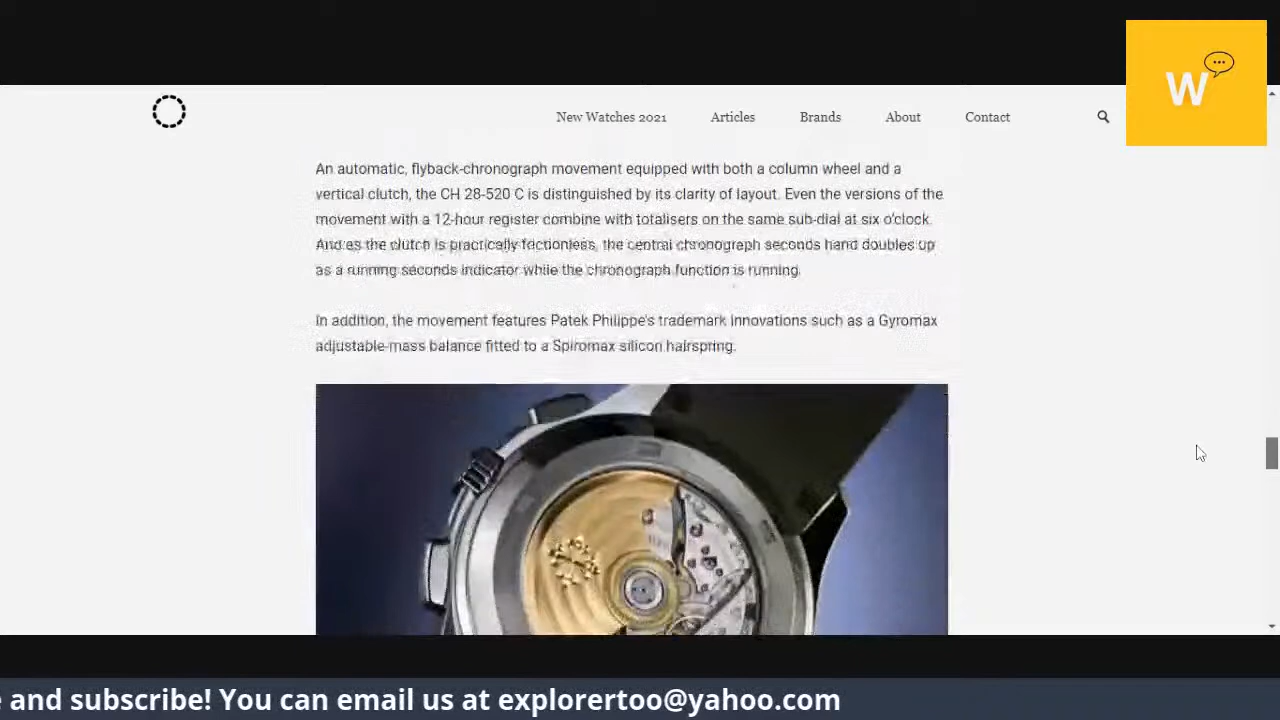 W
New Watches 2021 Articles Brands About Contact
An automatic, flyback-chronograph movement equipped with both a column wheel and a
vertical clutch, the CH 28-520 C is distinguished by its clarity of layout. Even the versions of the
movement with a 12-hour register combine with totalisers on the same sub-dial at six o'clock.
And as the clutch is practically frictionless, the central chronograph seconds hand doubles up
as a running seconds indicator while the chronograph function is running.
In addition, the movement features Patek Philippe's trademark innovations such as a Gyromax
adjustable-mass balance fitted to a Spiromax silicon hairspring.
and subscribe! You can email us at explorertoo@yahoo.com